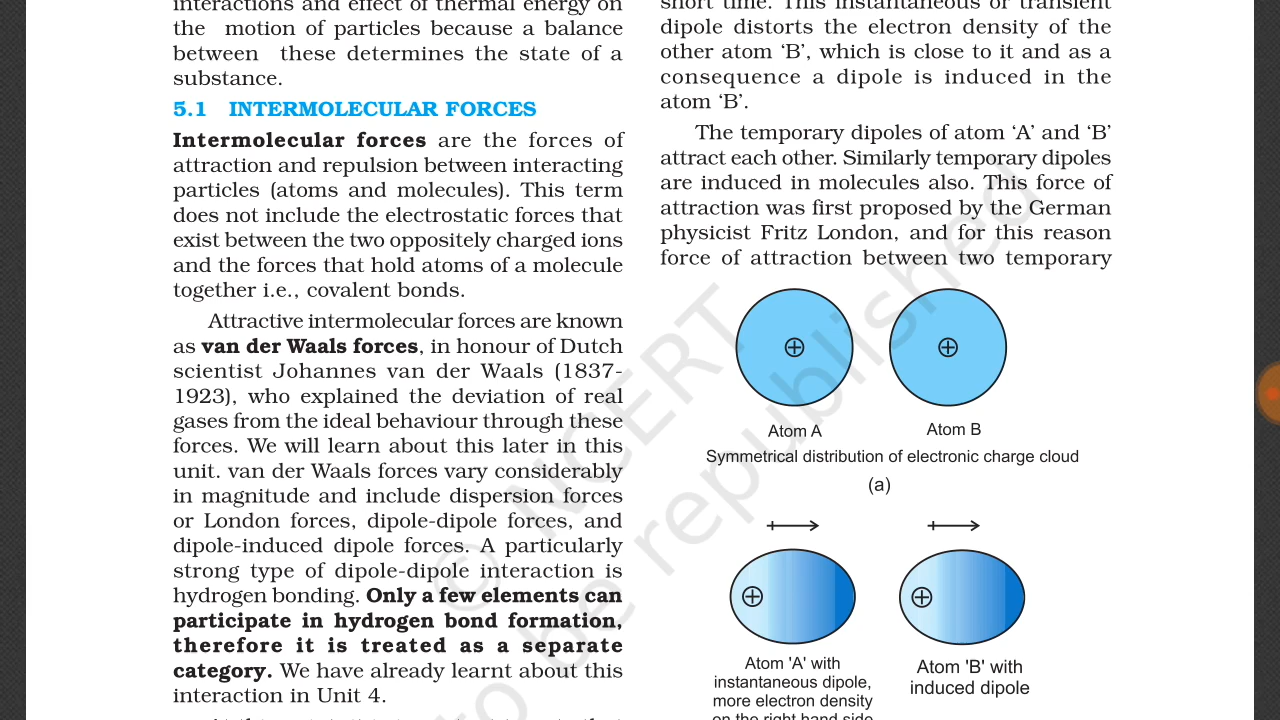 interactions and effect of thermal energy on
the motion of particles because a balance
between these determines the state of a
substance.
5.1 INTERMOLECULAR FORCES
Intermolecular forces are the forces of
attraction and repulsion between interacting
particles (atoms and molecules). This term
does not include the electrostatic forces that
exist between the two oppositely charged ions
and the forces that hold atoms of a molecule
together i.e., covalent bonds.
Attractive intermolecular forces are known
as van der Waals forces, in honour of Dutch
scientist Johannes van der Waals (1837-
1923), who explained the deviation of real
gases from the ideal behaviour through these
forces. We will learn about this later in this
unit. van der Waals forces vary considerably
in magnitude and include dispersion forces
or London forces, dipole-dipole forces, and
dipole-induced dipole forces. A particularly
strong type of dipole-dipole interaction is
hydrogen bonding. Only a few elements can
participate in hydrogen bond formation,
therefore it is treated as a separate
category. We have already learnt about this
interaction in Unit 4.
short time. This instantaneous or transient
dipole distorts the electron density of the
other atom ‘B’, which is close to it and as a
consequence a dipole is induced in the
atom ‘B’.
The temporary dipoles of atom ‘A’ and ‘B’
attract each other. Similarly temporary dipoles
are induced in molecules also. This force of
attraction was first proposed by the German
physicist Fritz London, and for this reason
force of attraction between two temporary
Atom A
Atom B
Symmetrical distribution of electronic charge cloud
(a)
Atom 'A' with
instantaneous dipole,
more electron density
on the right hand side
Atom 'B' with
induced dipole
© NCERT
to be republished